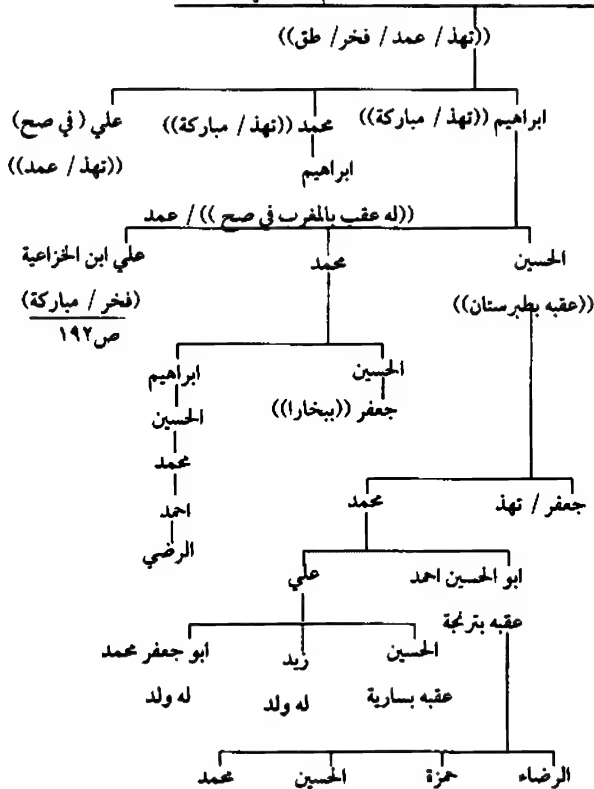 ((تهذ / عمد / فخر / طق))
ابراهيم ((تهذ / مباركة)) محمد ((تهذ / مباركة)) علي (في صح)
ابراهيم ((تهذ / عمد))
((له عقب بالمغرب في صح)) / عمد
الحسين محمد علي ابن الخزاعية
((عقبه بطبرستان)) (فخر / مباركة)
ص١٩٢
الحسين ابراهيم
جعفر ((ببخارا)) الحسين
محمد
جعفر / تهذ محمد احمد
الرضي
ابو الحسين احمد علي
عقبه بترنجة
الحسين زيد ابو جعفر محمد
عقبه بسارية له ولد له ولد
الرضاء حمزة الحسين محمد